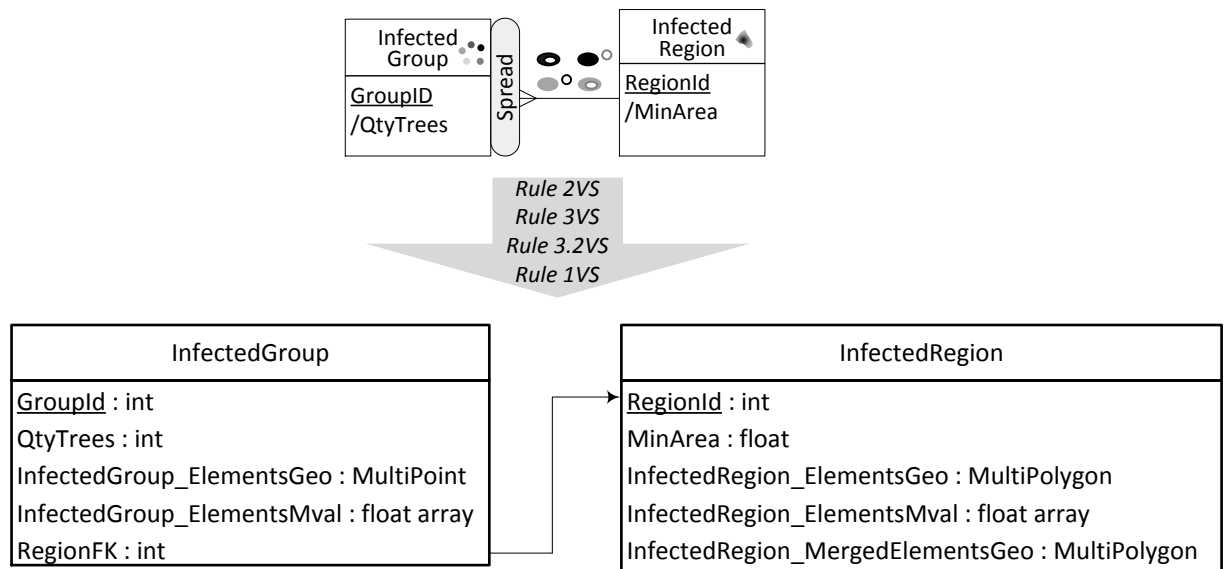 Infected
Group
GroupID
/QtyTrees
Spread
Infected
Region
RegionId
/MinArea
Rule 2VS
Rule 3VS
Rule 3.2VS
Rule 1VS
InfectedGroup
GroupId : int
QtyTrees : int
InfectedGroup_ElementsGeo : MultiPoint
InfectedGroup_ElementsMval : float array
RegionFK : int
InfectedRegion
RegionId : int
MinArea : float
InfectedRegion_ElementsGeo : MultiPolygon
InfectedRegion_ElementsMval : float array
InfectedRegion_MergedElementsGeo : MultiPolygon